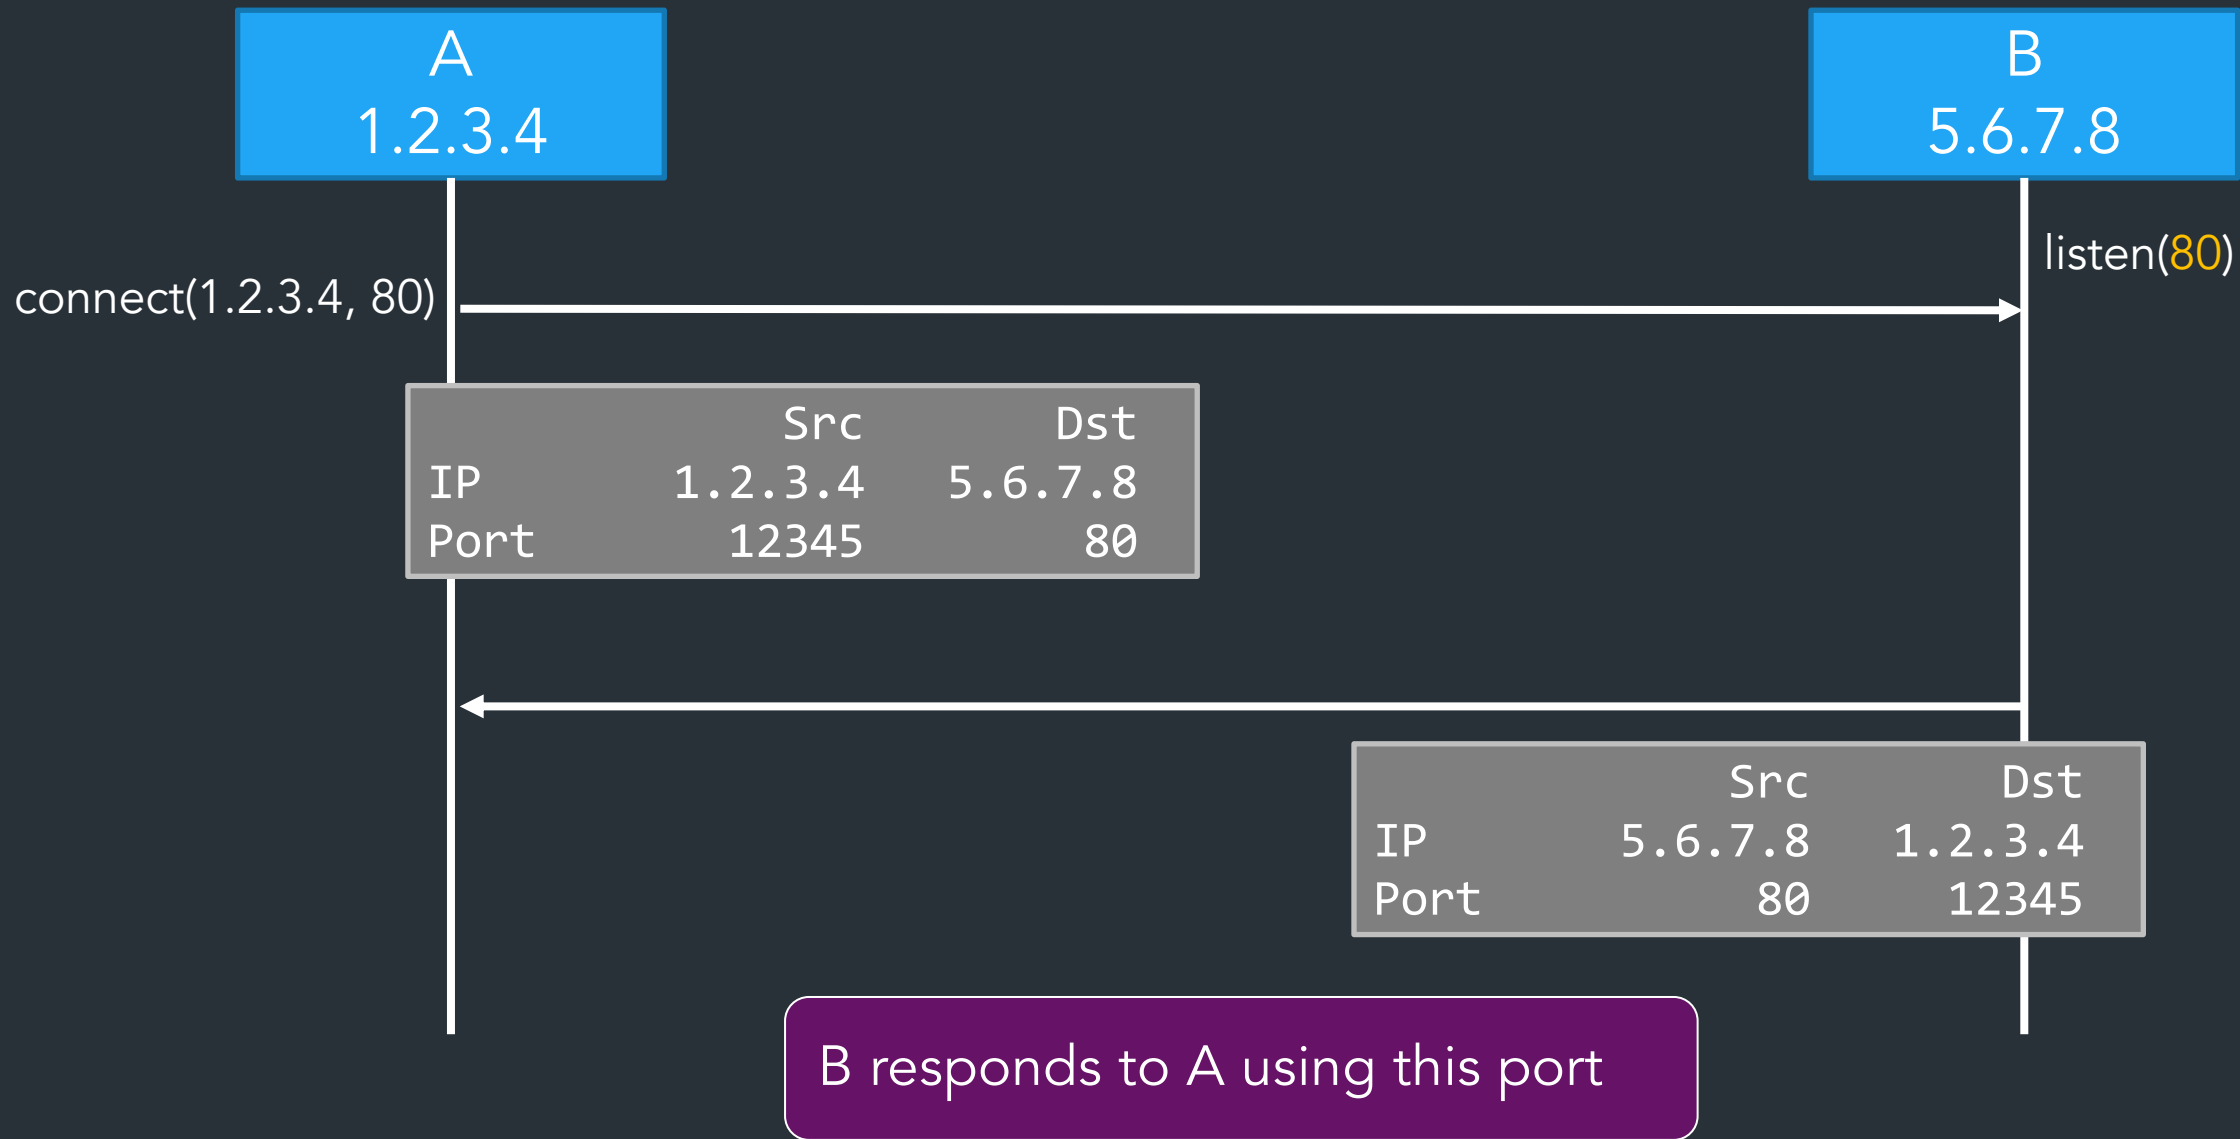 A
1.2.3.4
B
5.6.7.8
listen(80)
connect(1.2.3.4, 80)
Src Dst
IP 1.2.3.4 5.6.7.8
Port 12345 80
Src Dst
IP 5.6.7.8 1.2.3.4
Port 80 12345
B responds to A using this port